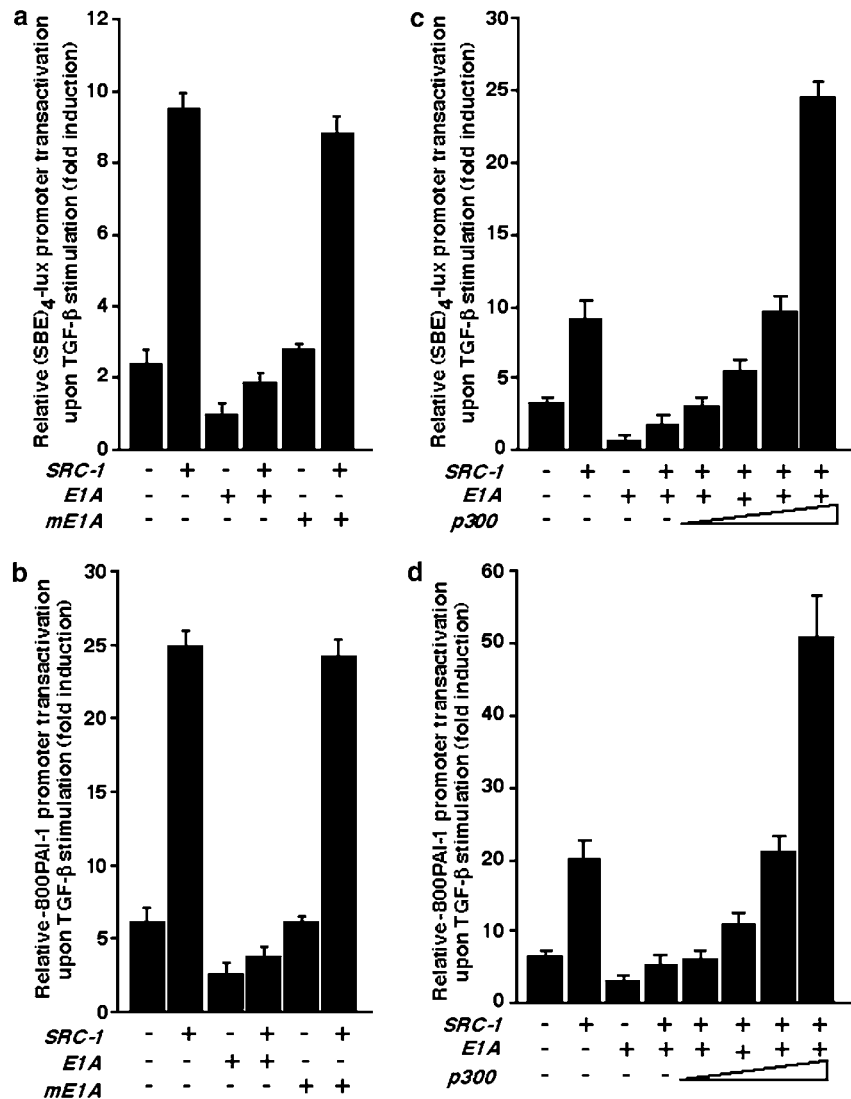 a
Relative (SBE)4-lux promoter transactivation
upon TGF-β stimulation (fold induction)
12
10
8
6
4
2
0
SRC-1 - + - + - +
E1A - - + + - -
mE1A - - - - + +
c
Relative (SBE)4-lux promoter transactivation
upon TGF-β stimulation (fold induction)
30
25
20
15
10
5
0
SRC-1 - + - + + + + +
E1A - - + + + + + +
p300 - - - -
b
Relative-800PAI-1 promoter transactivation
upon TGF-β stimulation (fold induction)
30
25
20
15
10
5
0
SRC-1 - + - + - +
E1A - - + + - -
mE1A - - - - + +
d
Relative-800PAI-1 promoter transactivation
upon TGF-β stimulation (fold induction)
60
50
40
30
20
10
0
SRC-1 - + - + + + + +
E1A - - + + + + + +
p300 - - - -